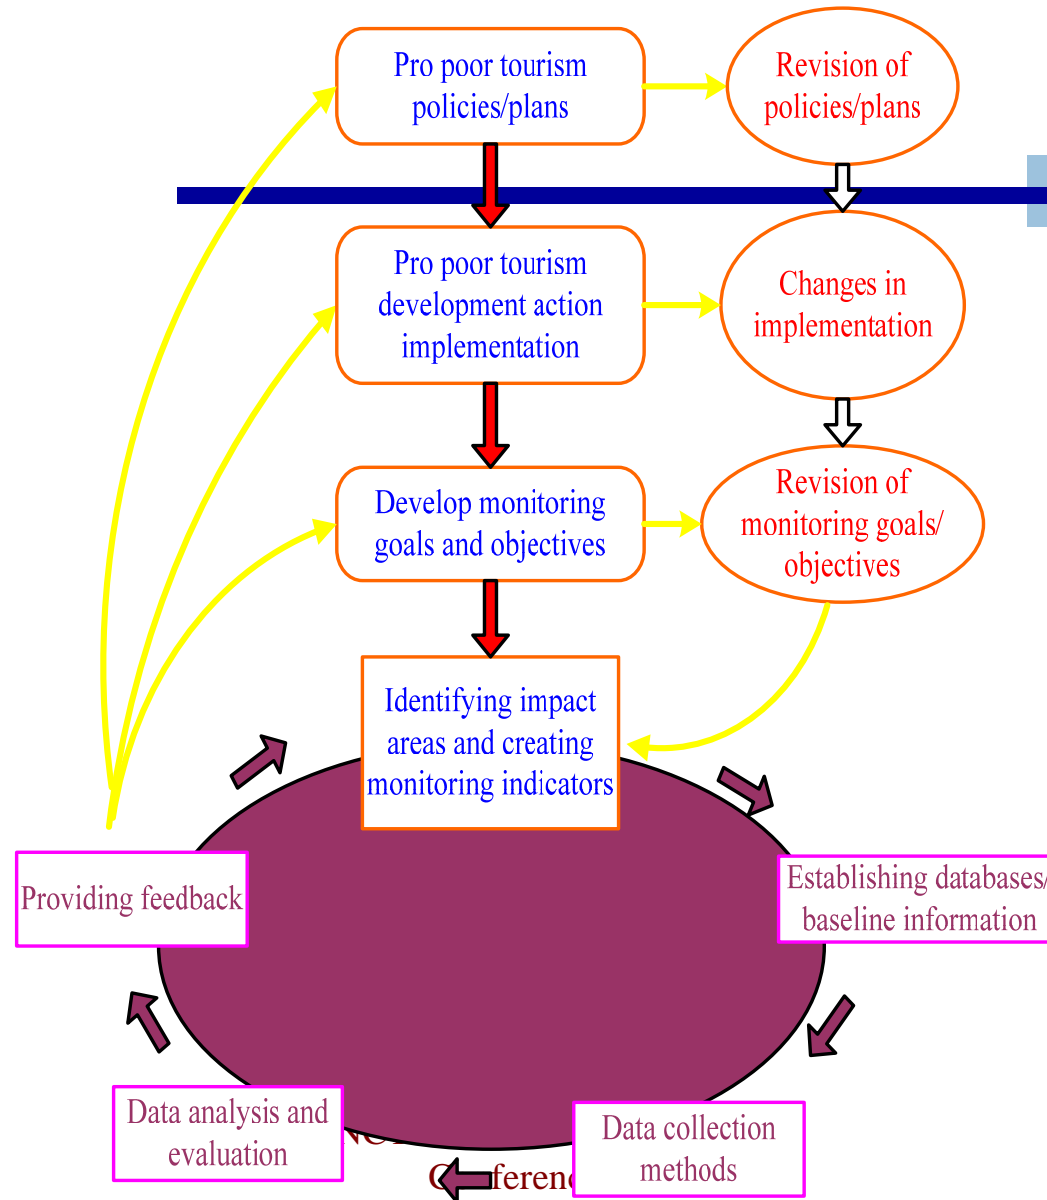 Pro poor tourism
policies/plans
Revision of
policies/plans
Pro poor tourism
development action
implementation
Changes in
implementation
Develop monitoring
goals and objectives
Revision of
monitoring goals/
objectives
Identifying impact
areas and creating
monitoring indicators
Providing feedback
Establishing databases/
baseline information
Data analysis and
evaluation
Data collection
methods